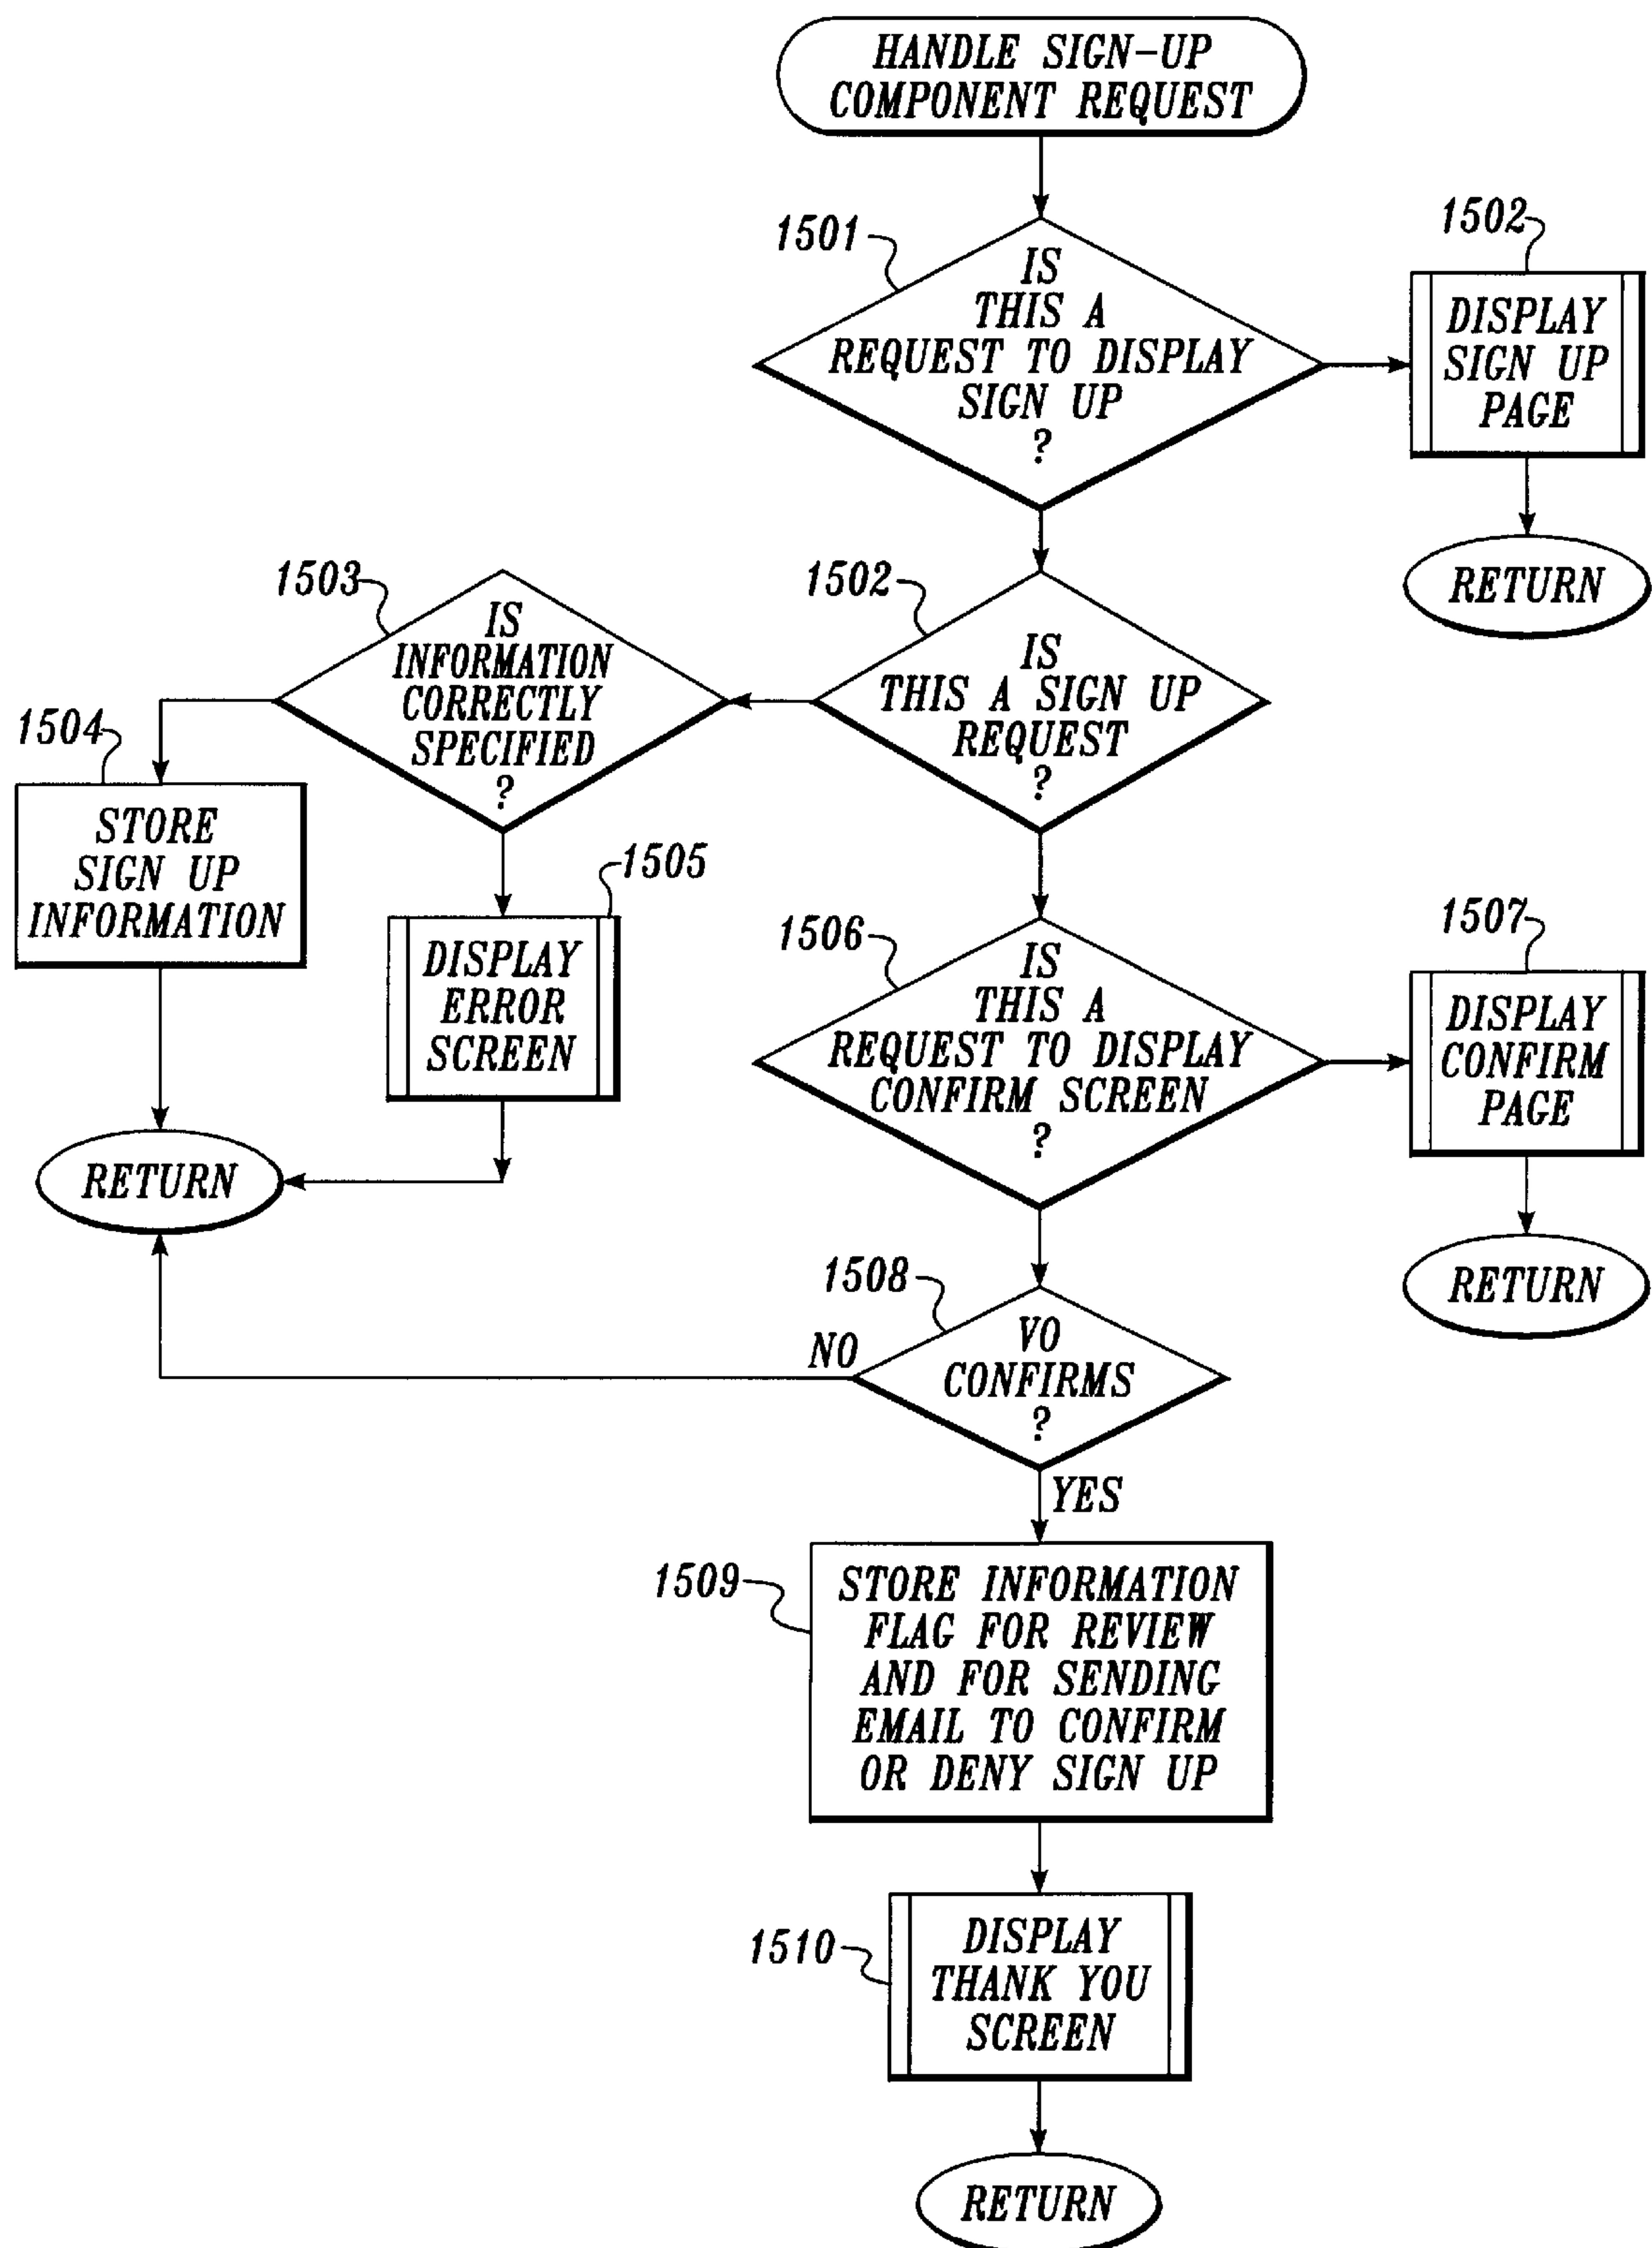 HANDLE SIGN-UP
COMPONENT REQUEST
1501
IS
THIS A
REQUEST TO DISPLAY
SIGN UP
?
1502
DISPLAY
SIGN UP
PAGE
RETURN
1502
IS
THIS A SIGN UP
REQUEST
?
1503
IS
INFORMATION
CORRECTLY
SPECIFIED
?
1504
STORE
SIGN UP
INFORMATION
1505
DISPLAY
ERROR
SCREEN
RETURN
1506
IS
THIS A
REQUEST TO DISPLAY
CONFIRM SCREEN
?
1507
DISPLAY
CONFIRM
PAGE
RETURN
1508
VO
CONFIRMS
?
NO
YES
1509
STORE INFORMATION
FLAG FOR REVIEW
AND FOR SENDING
EMAIL TO CONFIRM
OR DENY SIGN UP
1510
DISPLAY
THANK YOU
SCREEN
RETURN